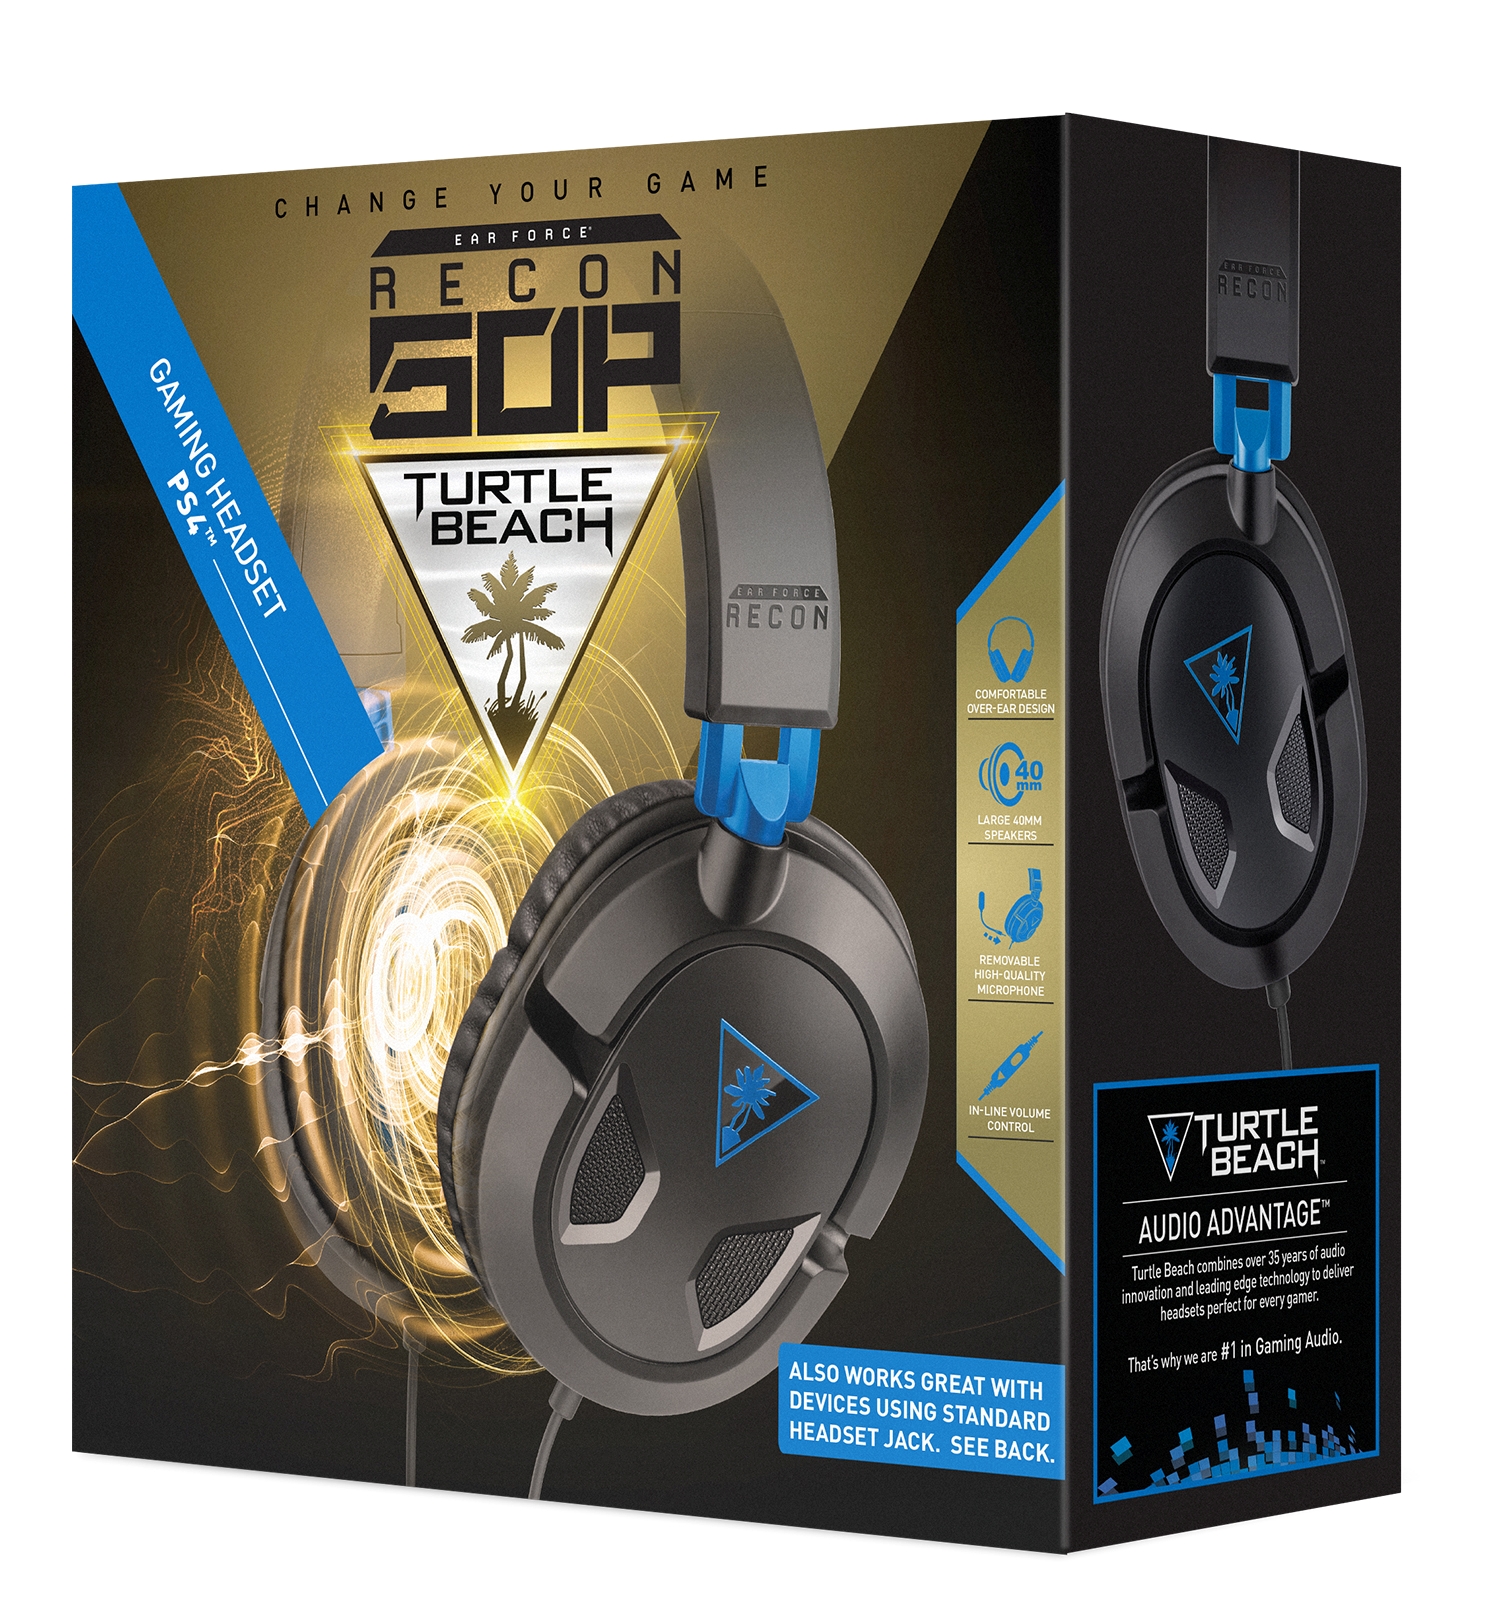 CHANGE YOUR GAME
EAR FORCE®
RECON
50P
TURTLE
BEACH
GAMING HEADSET
PS4™
EAR FORCE
RECON
COMFORTABLE
OVER-EAR DESIGN
40
mm
LARGE 40MM
SPEAKERS
REMOVABLE
HIGH-QUALITY
MICROPHONE
IN-LINE VOLUME
CONTROL
ALSO WORKS GREAT WITH
DEVICES USING STANDARD
HEADSET JACK. SEE BACK.
EAR FORCE
RECON
TURTLE
BEACH™
AUDIO ADVANTAGE™
Turtle Beach combines over 35 years of audio
innovation and leading edge technology to deliver
headsets perfect for every gamer.
That's why we are #1 in Gaming Audio.